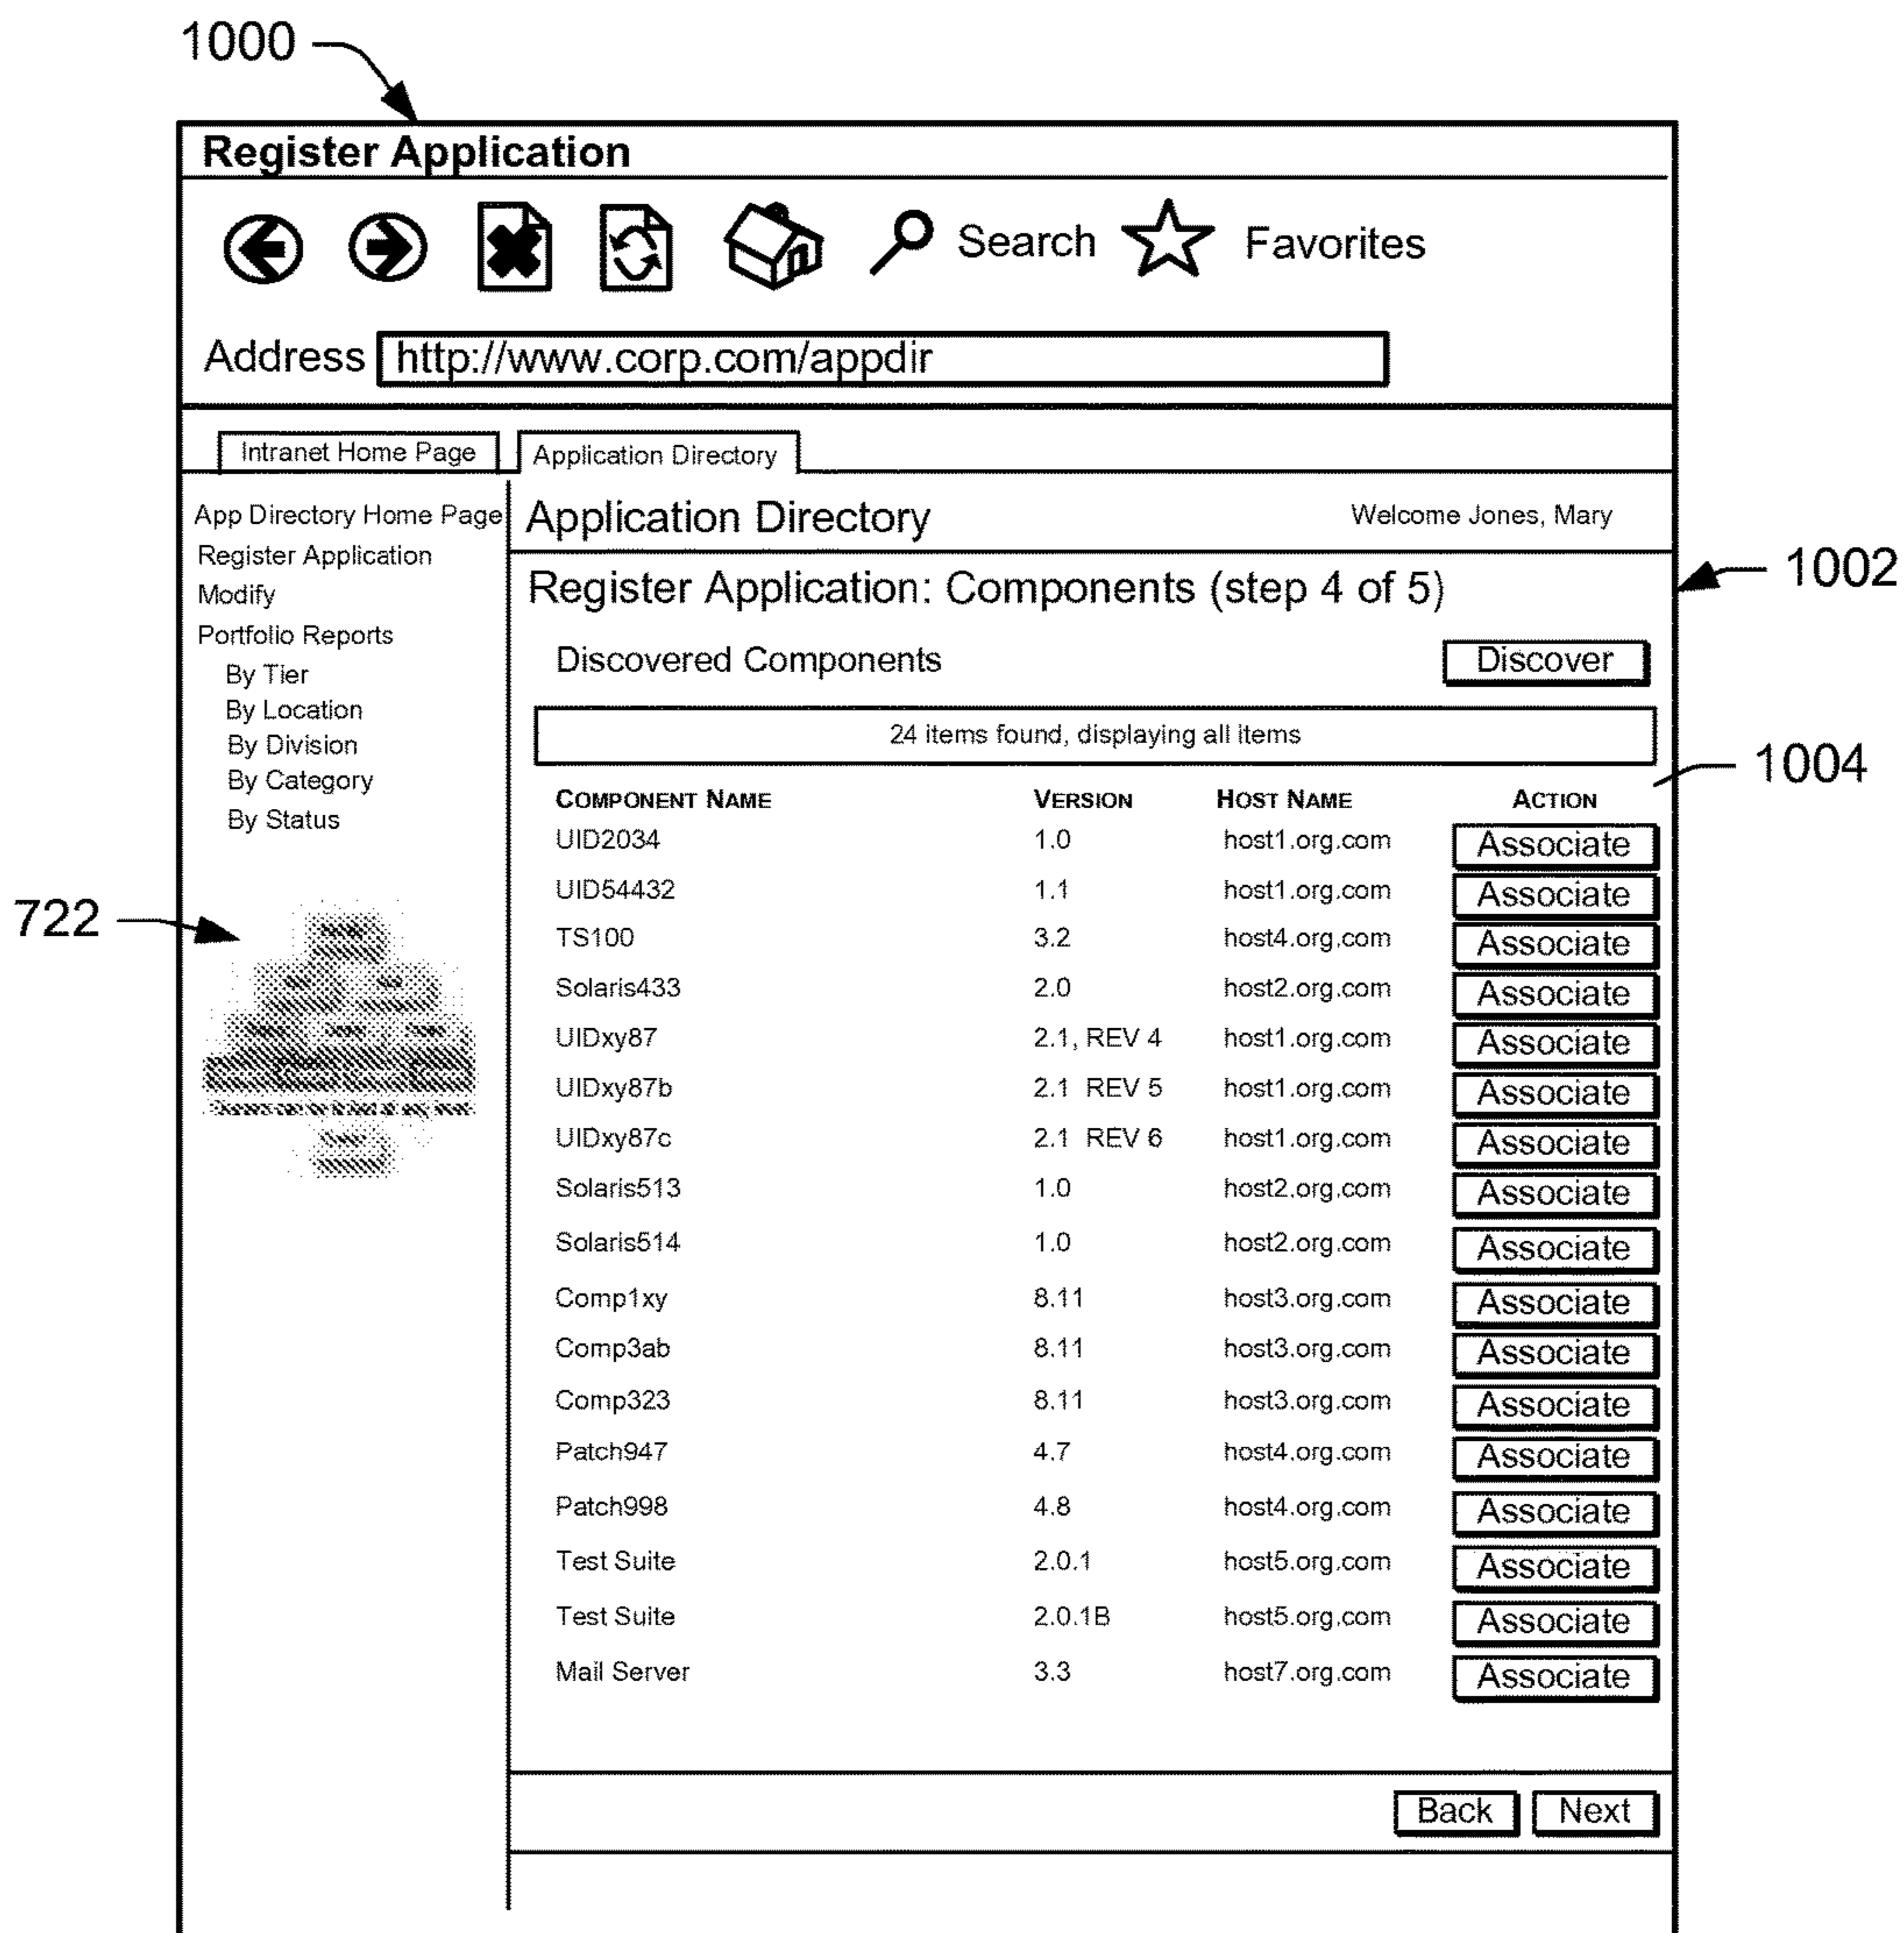 1000
Register Application
Search Favorites
Address http://www.corp.com/appdir
Intranet Home Page Application Directory
App Directory Home Page
Register Application
Modify
Portfolio Reports
By Tier
By Location
By Division
By Category
By Status
722
Application Directory Welcome Jones, Mary
Register Application: Components (step 4 of 5)
1002
Discovered Components Discover
24 items found, displaying all items
1004
COMPONENT NAME VERSION HOST NAME ACTION
UID2034 1.0 host1.org.com Associate
UID54432 1.1 host1.org.com Associate
TS100 3.2 host4.org.com Associate
Solaris433 2.0 host2.org.com Associate
UIDxy87 2.1, REV 4 host1.org.com Associate
UIDxy87b 2.1 REV 5 host1.org.com Associate
UIDxy87c 2.1 REV 6 host1.org.com Associate
Solaris513 1.0 host2.org.com Associate
Solaris514 1.0 host2.org.com Associate
Comp1xy 8.11 host3.org.com Associate
Comp3ab 8.11 host3.org.com Associate
Comp323 8.11 host3.org.com Associate
Patch947 4.7 host4.org.com Associate
Patch998 4.8 host4.org.com Associate
Test Suite 2.0.1 host5.org.com Associate
Test Suite 2.0.1B host5.org.com Associate
Mail Server 3.3 host7.org.com Associate
Back Next